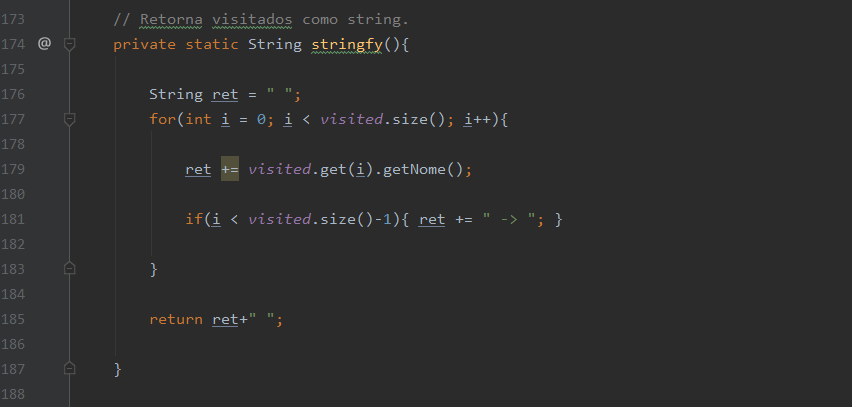 173 // Retorna visitados como string.
174 @ private static String stringfy(){
175
176 String ret = " ";
177 for(int i = 0; i < visited.size(); i++){
178
179 ret += visited.get(i).getNome();
180
181 if(i < visited.size()-1){ ret += " -> "; }
182
183 }
184
185 return ret+" ";
186
187 }
188